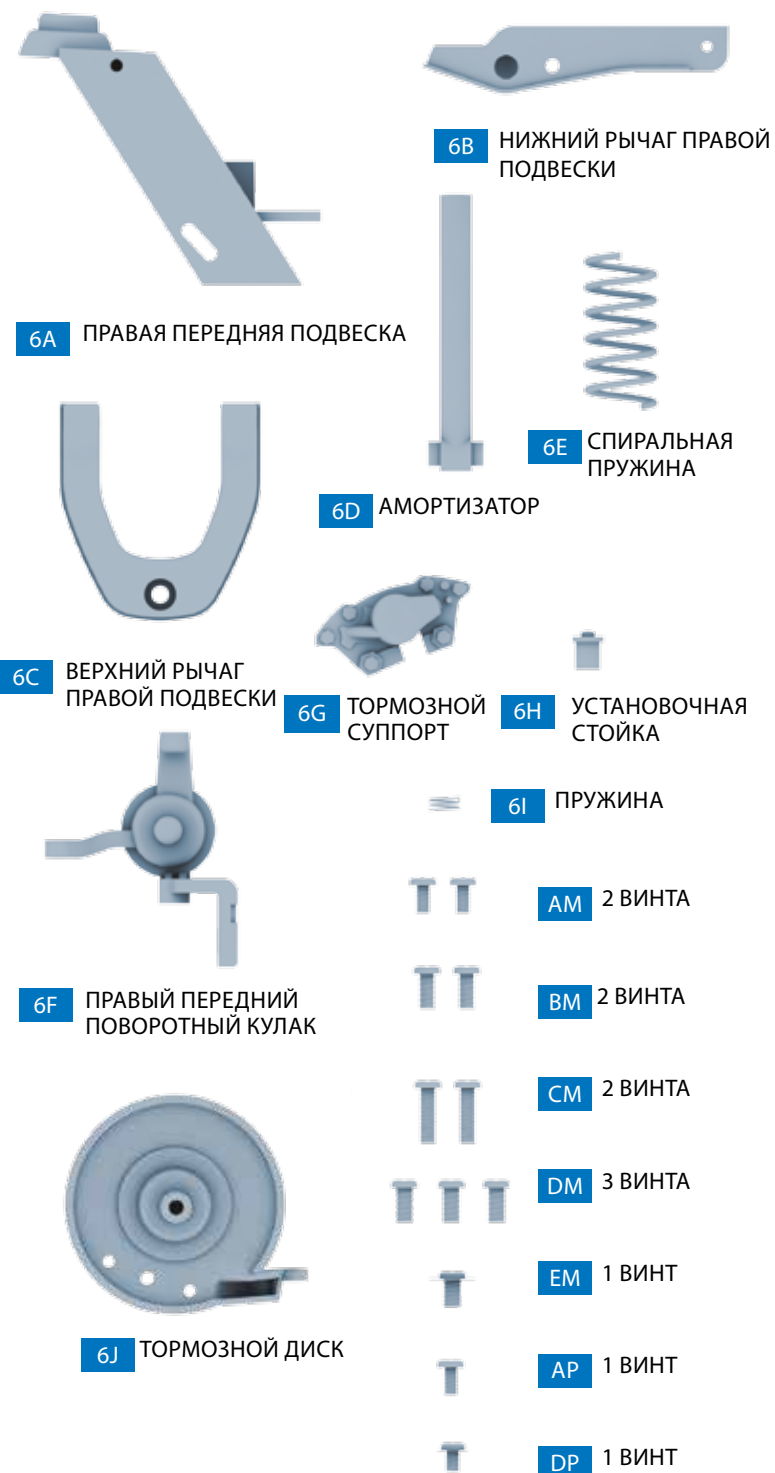 6B НИЖНИЙ РЫЧАГ ПРАВОЙ
ПОДВЕСКИ
6A ПРАВАЯ ПЕРЕДНЯЯ ПОДВЕСКА
6E СПИРАЛЬНАЯ
ПРУЖИНА
6D АМОРТИЗАТОР
6C ВЕРХНИЙ РЫЧАГ
ПРАВОЙ ПОДВЕСКИ
6G ТОРМОЗНОЙ
СУППОРТ
6H УСТАНОВОЧНАЯ
СТОЙКА
6I ПРУЖИНА
AM 2 ВИНТА
BM 2 ВИНТА
6F ПРАВЫЙ ПЕРЕДНИЙ
ПОВОРОТНЫЙ КУЛАК
CM 2 ВИНТА
DM 3 ВИНТА
EM 1 ВИНТ
6J ТОРМОЗНОЙ ДИСК
AP 1 ВИНТ
DP 1 ВИНТ